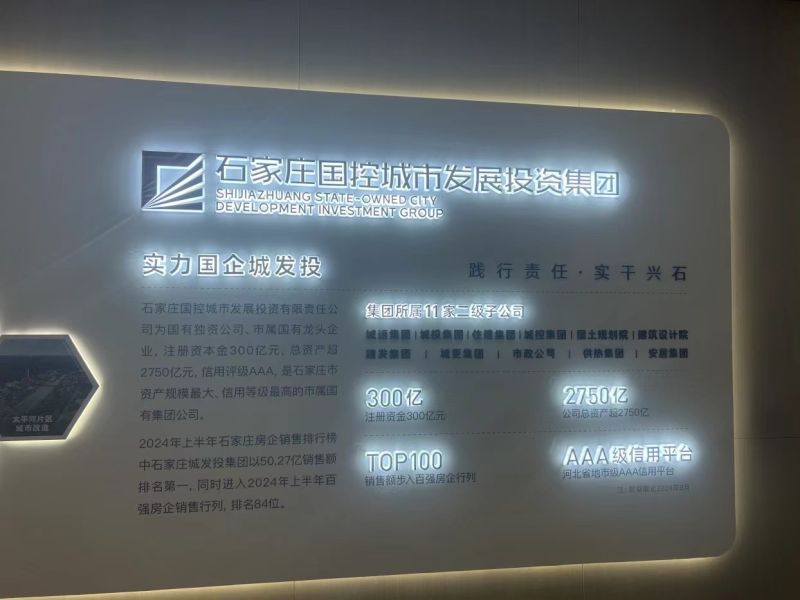 石家庄国控城市发展投资集团
SHIJIAZHUANG STATE-OWNED CITY
DEVELOPMENT INVESTMENT GROUP
实力国企城发投
践行责任·实干兴石
石家庄国控城市发展投资有限责任公
司为国有独资公司、市属国有龙头企
业，注册资本金300亿元，总资产超
2750亿元，信用评级AAA，是石家庄市
资产规模最大、信用等级最高的市属国
有集团公司。
2024年上半年石家庄房企销售排行榜
中石家庄城发投集团以50.27亿销售额
排名第一，同时进入2024年上半年百
强房企销售行列，排名84位。
集团所属11家二级子公司
城运集团 | 城投集团 | 住建集团 | 城控集团 | 国土规划院 | 建筑设计院
建发集团 | 城更集团 | 市政公司 | 供热集团 | 安居集团
300亿
注册资金300亿元
2750亿
公司总资产超2750亿
TOP100
销售额步入百强房企行列
AAA级信用平台
河北省地市级AAA信用平台
注：数据截止2024年8月
太平河片区
城市改造